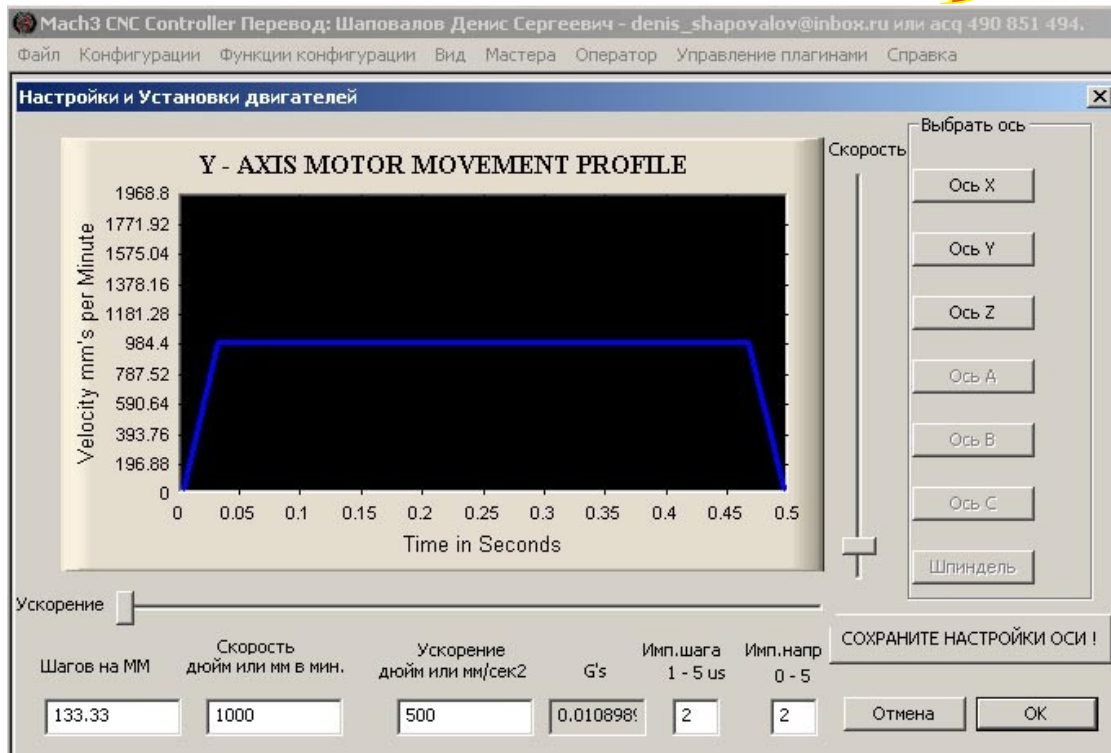 Mach3 CNC Controller Перевод: Шаповалов Денис Сергеевич - denis_shapovalov@inbox.ru или acq 490 851 494.
Файл Конфигурации Функции конфигурации Вид Мастера Оператор Управление плагинами Справка
Настройки и Установки двигателей
Y - AXIS MOTOR MOVEMENT PROFILE
Velocity mm's per Minute
1968.8
1771.92
1575.04
1378.16
1181.28
984.4
787.52
590.64
393.76
196.88
0
0 0.05 0.1 0.15 0.2 0.25 0.3 0.35 0.4 0.45 0.5
Time in Seconds
Скорость
Выбрать ось
Ось X
Ось Y
Ось Z
Ось A
Ось B
Ось C
Шпиндель
Ускорение
СОХРАНИТЕ НАСТРОЙКИ ОСИ !
Шагов на ММ
133.33
Скорость
дюйм или мм в мин.
1000
Ускорение
дюйм или мм/сек2
500
G's
0.0108989
Имп.шага
1 - 5 us
2
Имп.напр
0 - 5
2
Отмена
OK